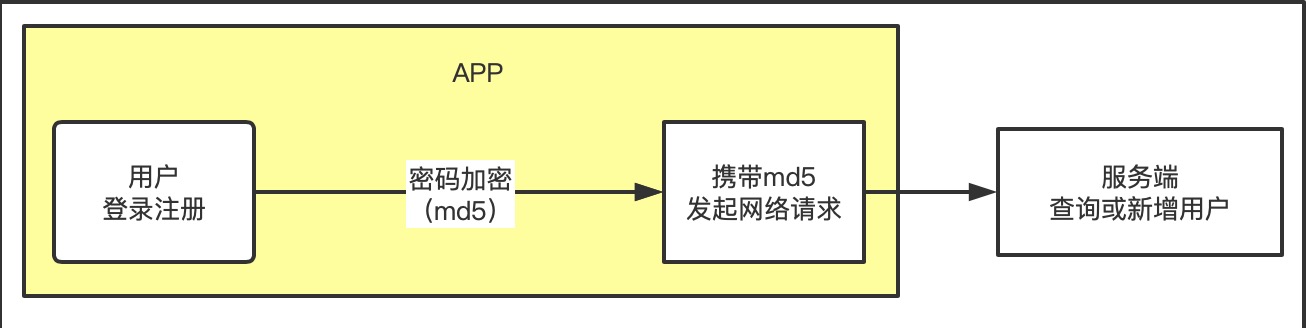 APP
用户
登录注册
密码加密
（md5）
携带md5
发起网络请求
服务端
查询或新增用户